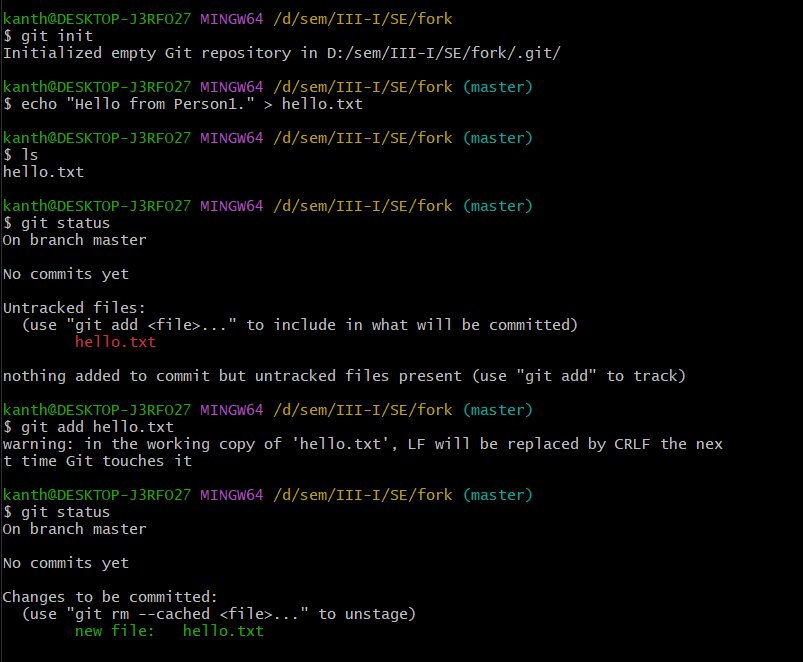 kanth@DESKTOP-J3RFO27 MINGW64 /d/sem/III-I/SE/fork
$ git init
Initialized empty Git repository in D:/sem/III-I/SE/fork/.git/

kanth@DESKTOP-J3RFO27 MINGW64 /d/sem/III-I/SE/fork (master)
$ echo "Hello from Person1." > hello.txt

kanth@DESKTOP-J3RFO27 MINGW64 /d/sem/III-I/SE/fork (master)
$ ls
hello.txt

kanth@DESKTOP-J3RFO27 MINGW64 /d/sem/III-I/SE/fork (master)
$ git status
On branch master

No commits yet

Untracked files:
  (use "git add <file>..." to include in what will be committed)
        hello.txt

nothing added to commit but untracked files present (use "git add" to track)

kanth@DESKTOP-J3RFO27 MINGW64 /d/sem/III-I/SE/fork (master)
$ git add hello.txt
warning: in the working copy of 'hello.txt', LF will be replaced by CRLF the nex
t time Git touches it

kanth@DESKTOP-J3RFO27 MINGW64 /d/sem/III-I/SE/fork (master)
$ git status
On branch master

No commits yet

Changes to be committed:
  (use "git rm --cached <file>..." to unstage)
        new file:   hello.txt